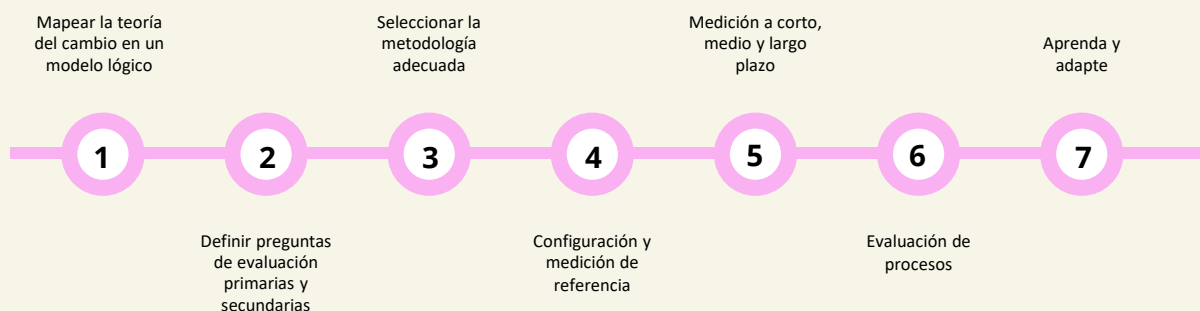 Mapear la teoría
del cambio en un
modelo lógico
Seleccionar la
metodología
adecuada
Medición a corto,
medio y largo
plazo
Aprenda y
adapte
1
2
3
4
5
6
7
Definir preguntas
de evaluación
primarias y
secundarias
Configuración y
medición de
referencia
Evaluación de
procesos